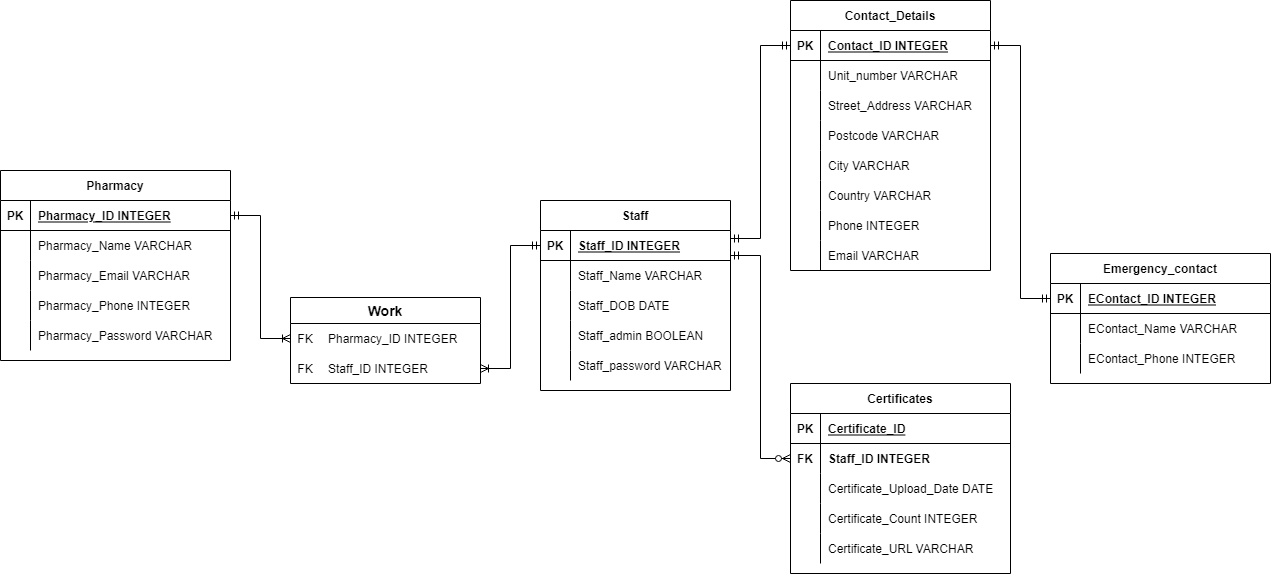 Contact_Details
PK Contact_ID INTEGER
Unit_number VARCHAR
Street_Address VARCHAR
Postcode VARCHAR
City VARCHAR
Country VARCHAR
Phone INTEGER
Email VARCHAR
Pharmacy
PK Pharmacy_ID INTEGER
Pharmacy_Name VARCHAR
Pharmacy_Email VARCHAR
Pharmacy_Phone INTEGER
Pharmacy_Password VARCHAR
Staff
PK Staff_ID INTEGER
Staff_Name VARCHAR
Staff_DOB DATE
Staff_admin BOOLEAN
Staff_password VARCHAR
Emergency_contact
PK EContact_ID INTEGER
EContact_Name VARCHAR
EContact_Phone INTEGER
Work
FK Pharmacy_ID INTEGER
FK Staff_ID INTEGER
Certificates
PK Certificate_ID
FK Staff_ID INTEGER
Certificate_Upload_Date DATE
Certificate_Count INTEGER
Certificate_URL VARCHAR